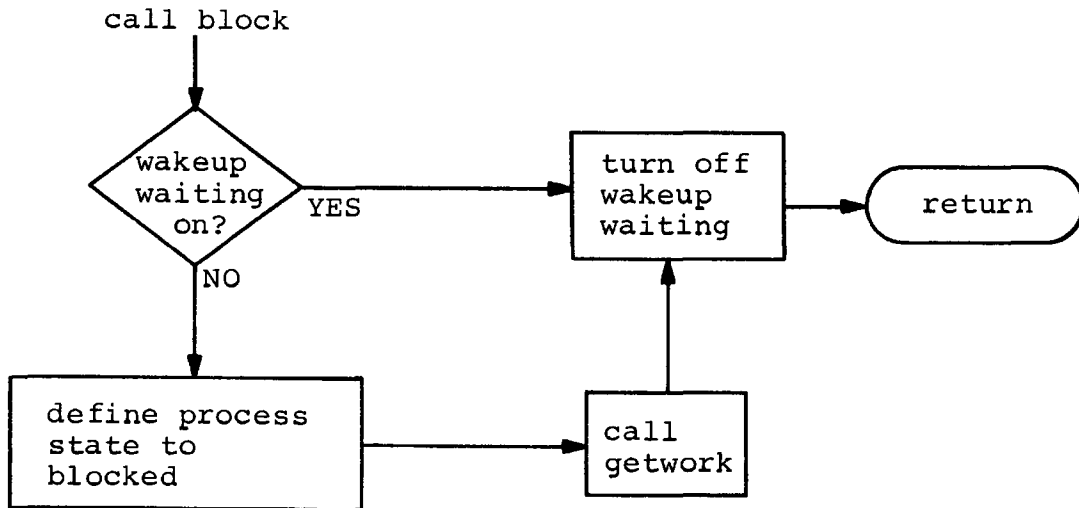 call block
wakeup
waiting
on?
YES
NO
turn off
wakeup
waiting
return
define process
state to
blocked
call
getwork